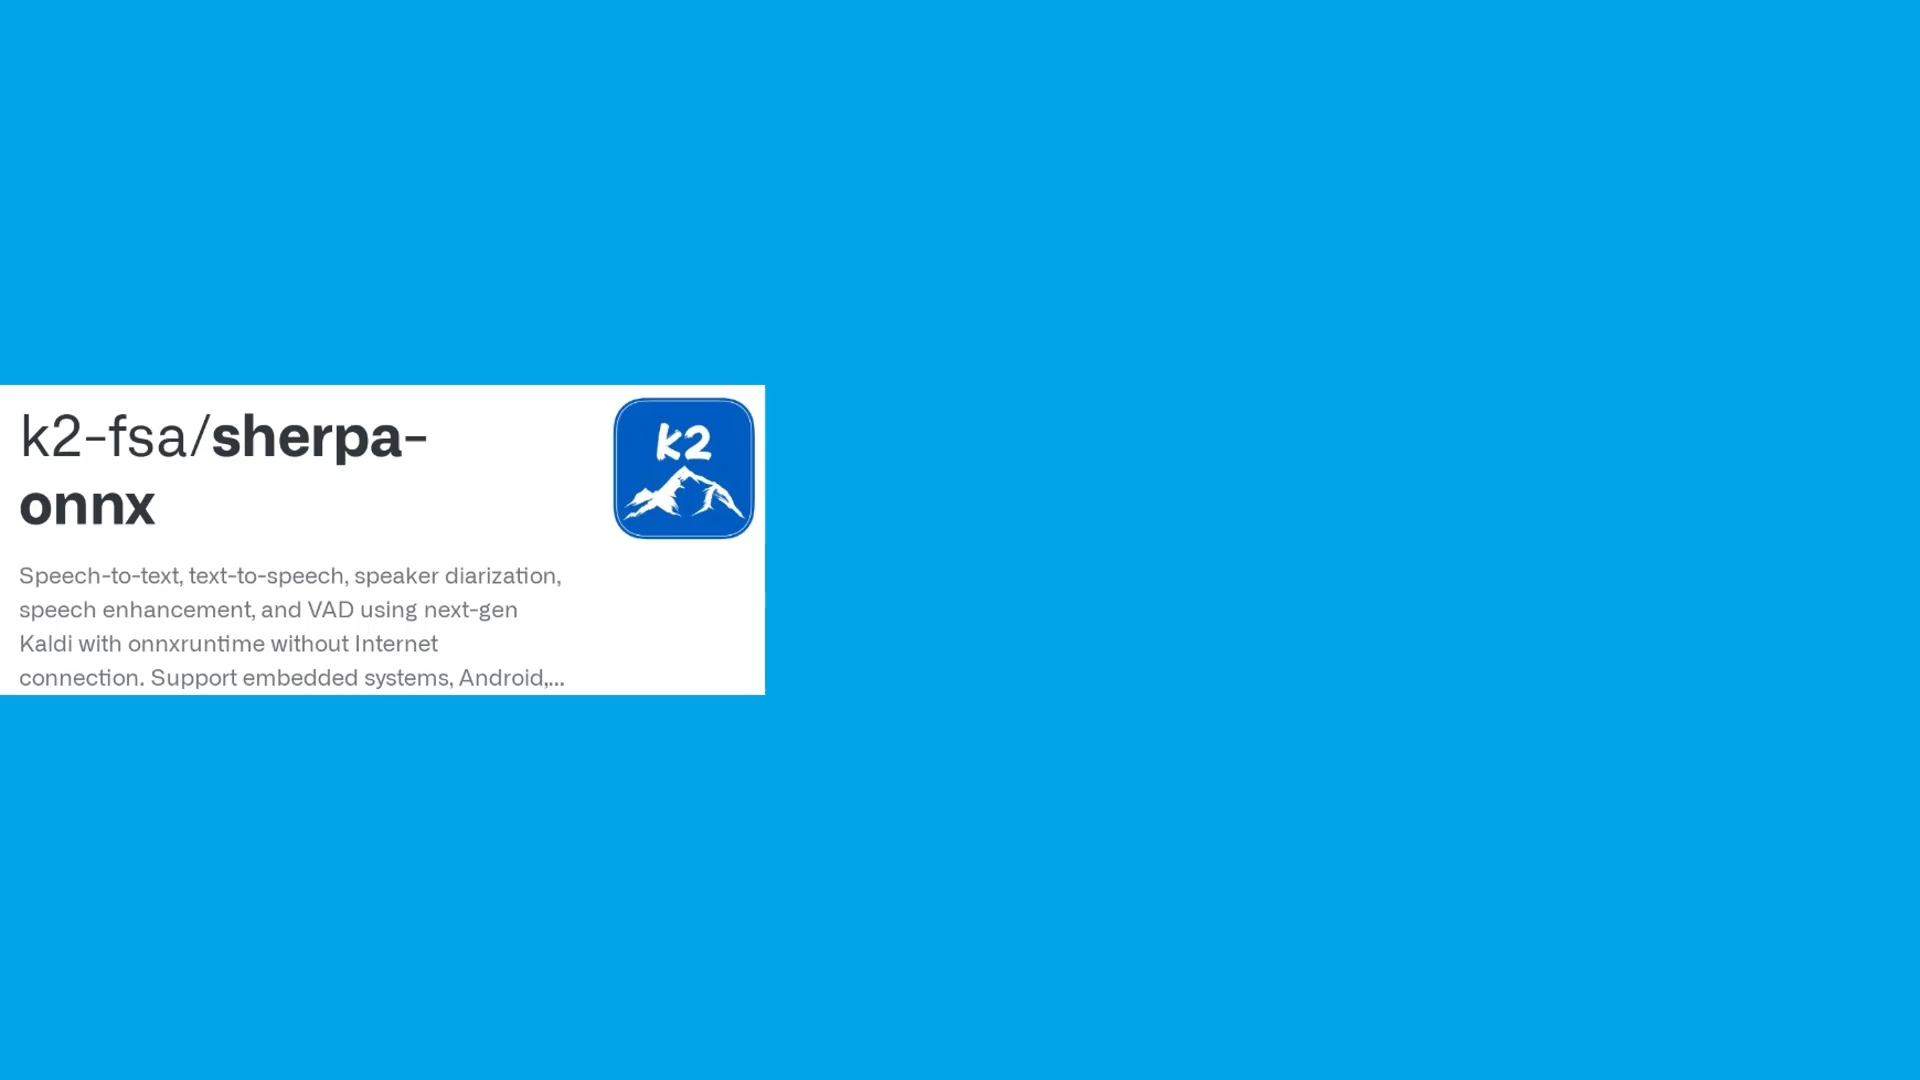 k2-fsa/sherpa-
onnx
k2
Speech-to-text, text-to-speech, speaker diarization,
speech enhancement, and VAD using next-gen
Kaldi with onnxruntime without Internet
connection. Support embedded systems, Android,...